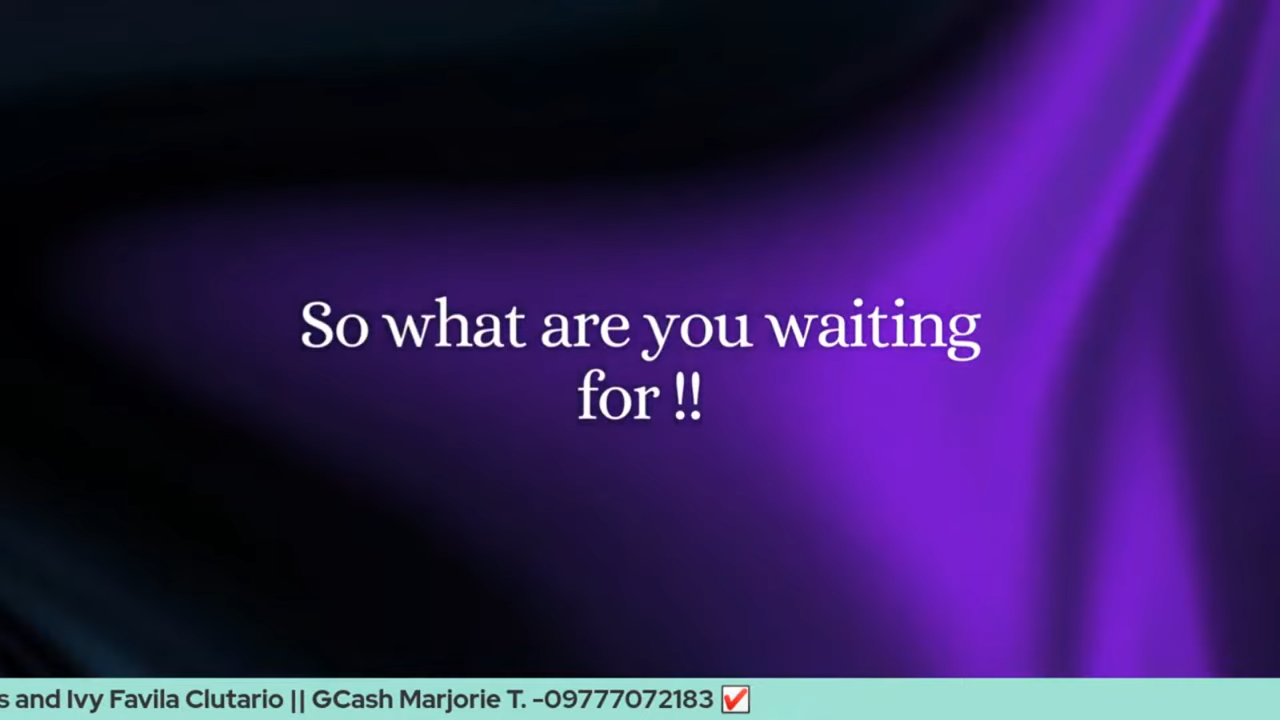 So what are you waiting
for !!
s and Ivy Favila Clutario || GCash Marjorie T. -09777072183 ☑